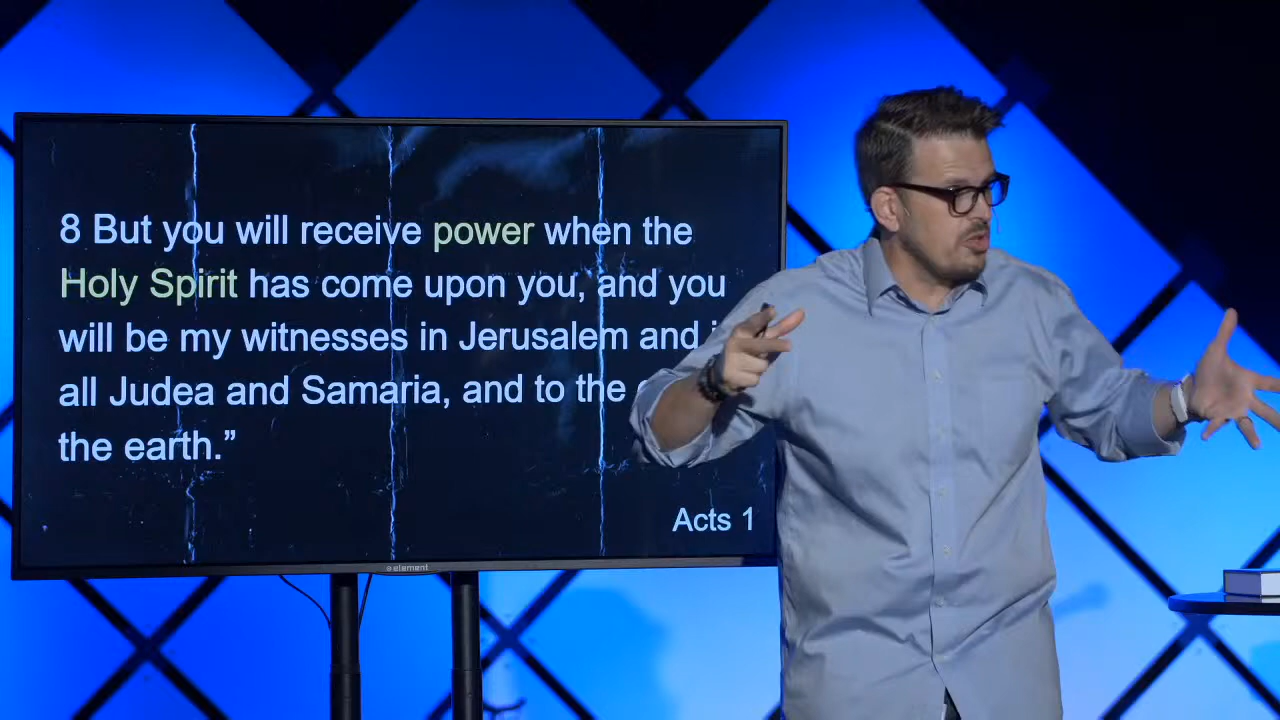 8 But you will receive power when the
Holy Spirit has come upon you, and you
will be my witnesses in Jerusalem and
all Judea and Samaria, and to the
the earth.”
Acts 1
element